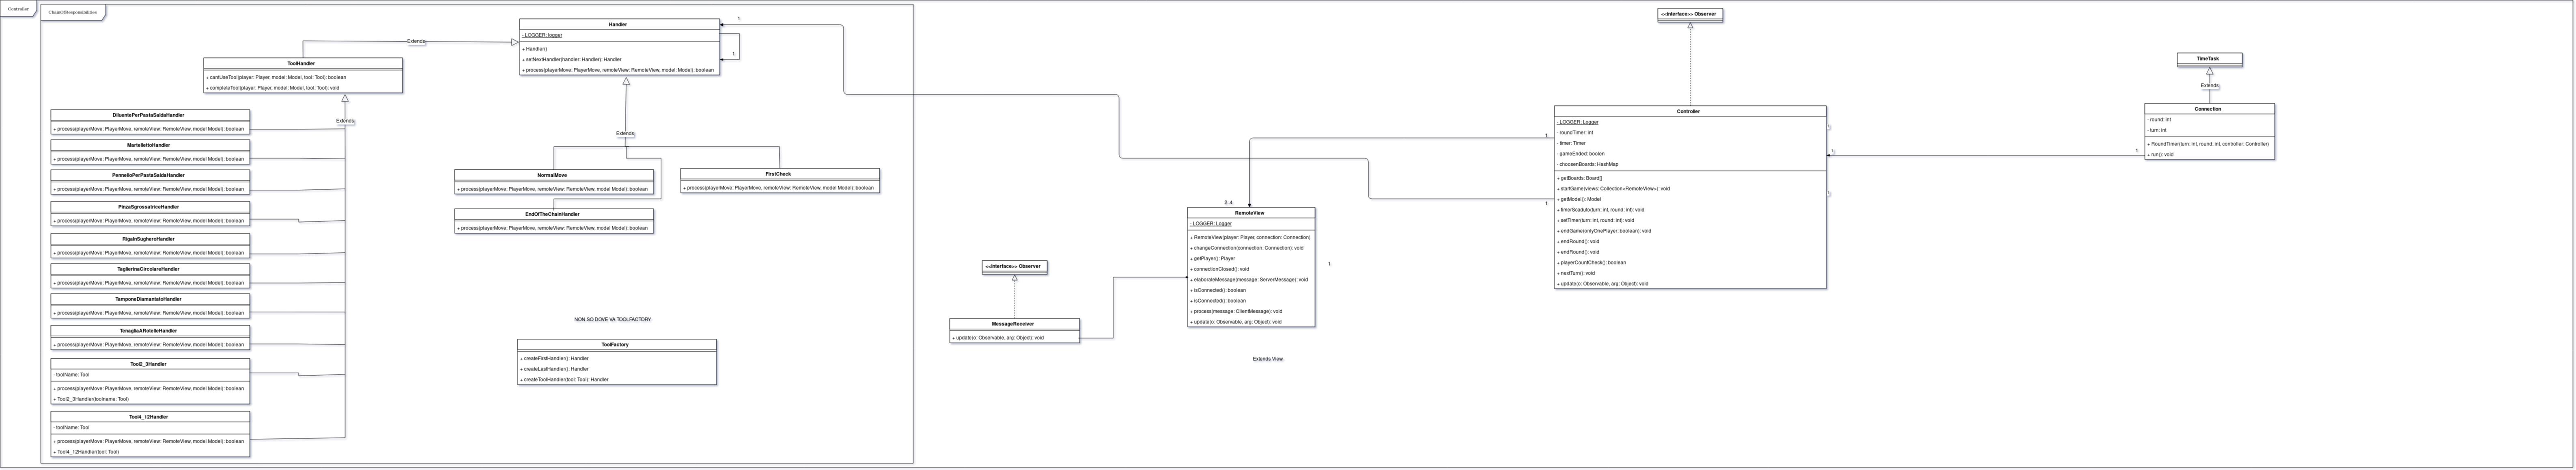 Controller
ChainOfResponsabilities
Handler
- LOGGER: logger
+ Handler()
+ setNextHandler(handler: Handler): Handler
+ process(playerMove: PlayerMove, remoteView: RemoteView, model: Model): boolean
1.
1.
Extends
ToolHandler
+ cantUseTool(player: Player, model: Model, tool: Tool): boolean
+ completeTool(player: Player, model: Model, tool: Tool): void
Extends
DiluentePerPastaSaldaHandler
+ process(playerMove: PlayerMove, remoteView: RemoteView, model Model): boolean
MartellettoHandler
+ process(playerMove: PlayerMove, remoteView: RemoteView, model Model): boolean
PennelloPerPastaSaldaHandler
+ process(playerMove: PlayerMove, remoteView: RemoteView, model Model): boolean
PinzaSgrossatriceHandler
+ process(playerMove: PlayerMove, remoteView: RemoteView, model Model): boolean
RigaInSugheroHandler
+ process(playerMove: PlayerMove, remoteView: RemoteView, model Model): boolean
TaglierinaCircolareHandler
+ process(playerMove: PlayerMove, remoteView: RemoteView, model Model): boolean
TamponeDiamantatoHandler
+ process(playerMove: PlayerMove, remoteView: RemoteView, model Model): boolean
TenagliaARotelleHandler
+ process(playerMove: PlayerMove, remoteView: RemoteView, model Model): boolean
Tool2_3Handler
- toolName: Tool
+ process(playerMove: PlayerMove, remoteView: RemoteView, model Model): boolean
+ Tool2_3Handler(toolname: Tool)
Tool4_12Handler
- toolName: Tool
+ process(playerMove: PlayerMove, remoteView: RemoteView, model Model): boolean
+ Tool4_12Handler(tool: Tool)
Extends
NormalMove
+ process(playerMove: PlayerMove, remoteView: RemoteView, model Model): boolean
FirstCheck
+ process(playerMove: PlayerMove, remoteView: RemoteView, model Model): boolean
EndOfTheChainHandler
+ process(playerMove: PlayerMove, remoteView: RemoteView, model Model): boolean
NON SO DOVE VA TOOLFACTORY
ToolFactory
+ createFirstHandler(): Handler
+ createLastHandler(): Handler
+ createToolHandler(tool: Tool): Handler
<<interface>> Observer
MessageReceiver
+ update(o: Observable, arg: Object): void
2..4.
RemoteView
- LOGGER: Logger
+ RemoteView(player: Player, connection: Connection)
+ changeConnection(connection: Connection): void
+ getPlayer(): Player
+ connectionClosed(): void
+ elaborateMessage(message: ServerMessage): void
+ isConnected(): boolean
+ isConnected(): boolean
+ process(message: ClientMessage): void
+ update(o: Observable, arg: Object): void
1
Extends View
<<interface>> Observer
Controller
- LOGGER: Logger
- roundTimer: int
- timer: Timer
- gameEnded: boolen
- choosenBoards: HashMap
+ getBoards: Board[]
+ startGame(views: Collection<RemoteView>): void
+ getModel(): Model
+ timerScaduto(turn: int, round: int): void
+ setTimer(turn: int, round: int): void
+ endGame(onlyOnePlayer: boolean): void
+ endRound(): void
+ endRound(): void
+ playerCountCheck(): boolean
+ nextTurn(): void
+ update(o: Observable, arg: Object): void
1.
1.
TimeTask
Extends
Connection
- round: int
- turn: int
+ RoundTimer(turn: int, round: int, controller: Controller)
+ run(): void
1